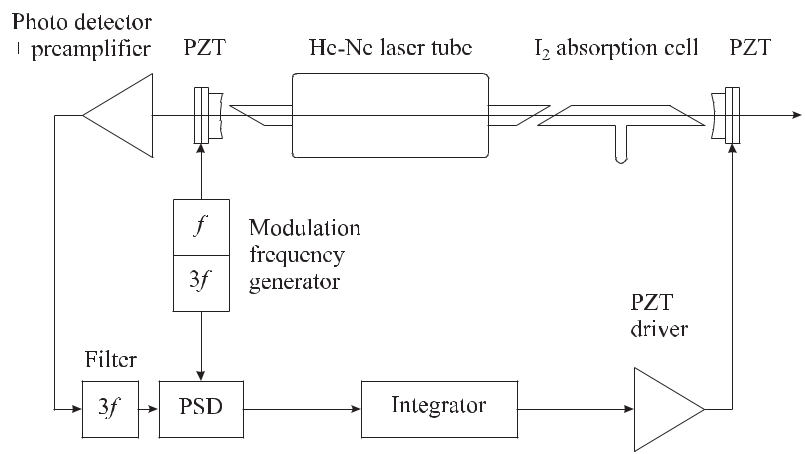 Photo detector
+ preamplifier
PZT
He-Ne laser tube
I₂ absorption cell
PZT
f
3f
Modulation
frequency
generator
PZT
driver
Filter
3f
PSD
Integrator